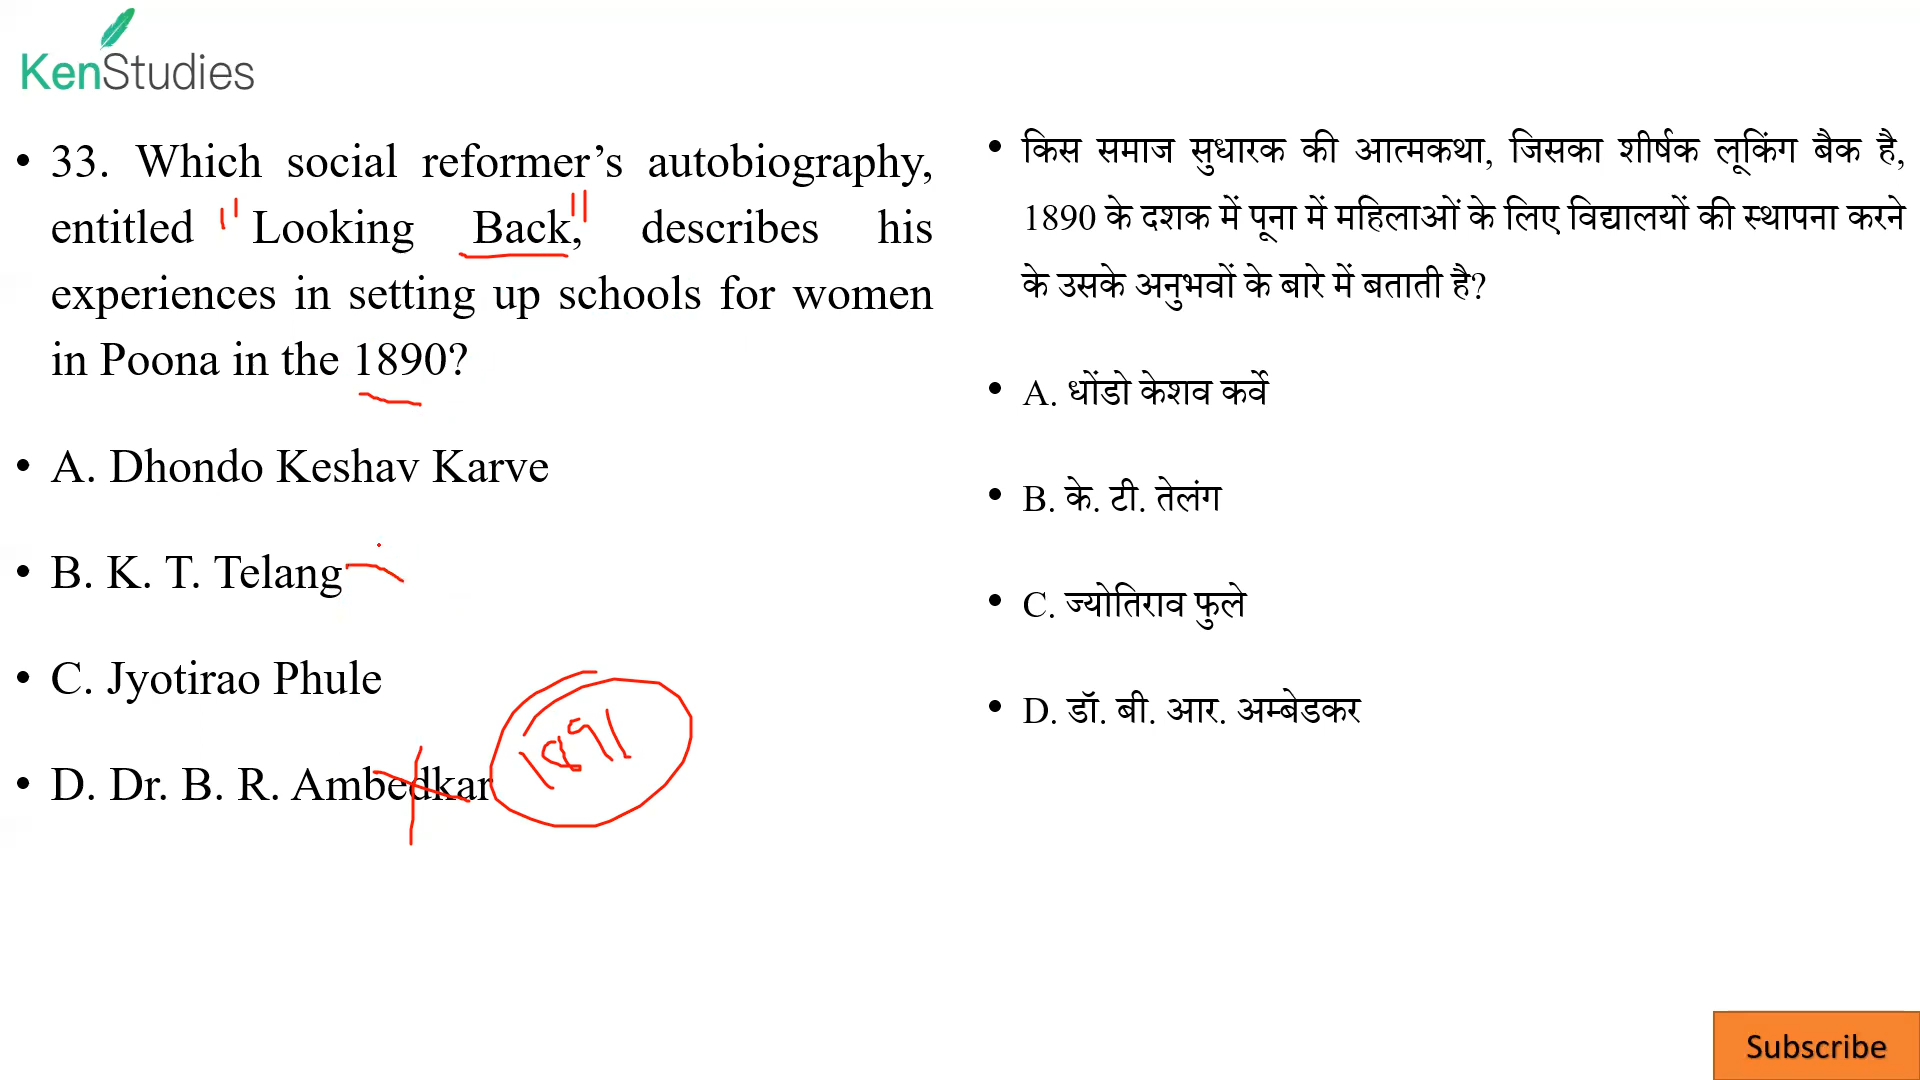 KenStudies
• 33. Which social reformer’s autobiography,
entitled " Looking Back," describes his
experiences in setting up schools for women
in Poona in the 1890?
• A. Dhondo Keshav Karve
• B. K. T. Telang
• C. Jyotirao Phule
1891
• D. Dr. B. R. Ambedkar
• किस समाज सुधारक की आत्मकथा, जिसका शीर्षक लूकिंग बैक है,
1890 के दशक में पूना में महिलाओं के लिए विद्यालयों की स्थापना करने
के उसके अनुभवों के बारे में बताती है?
• A. धोंडो केशव कर्वे
• B. के. टी. तेलंग
• C. ज्योतिराव फुले
• D. डॉ. बी. आर. अम्बेडकर
Subscribe